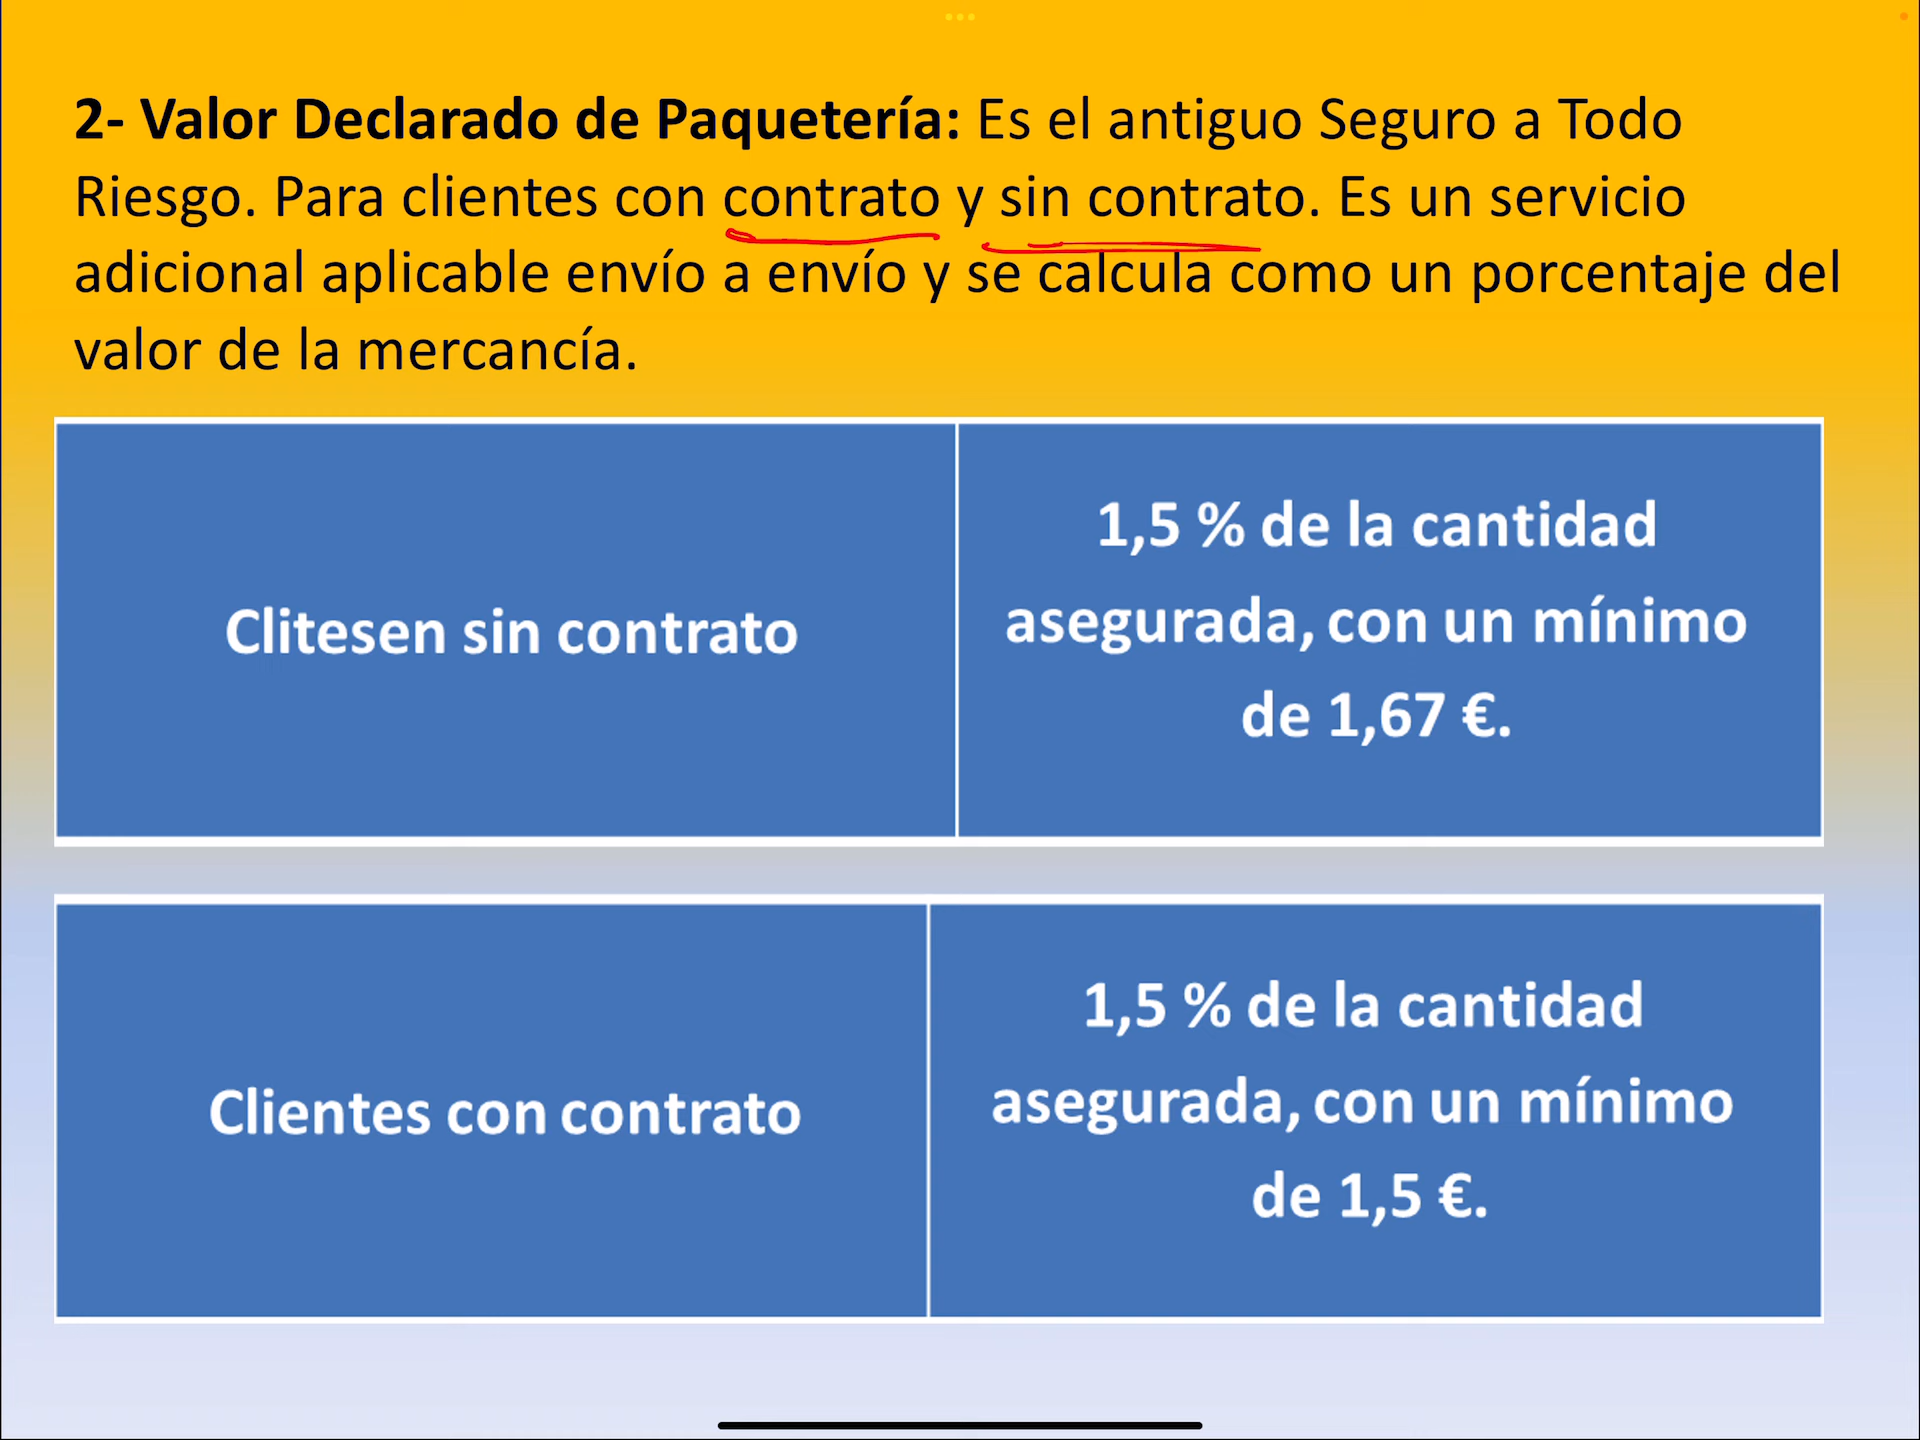 2- Valor Declarado de Paquetería: Es el antiguo Seguro a Todo
Riesgo. Para clientes con contrato y sin contrato. Es un servicio
adicional aplicable envío a envío y se calcula como un porcentaje del
valor de la mercancía.
Clitesen sin contrato
1,5 % de la cantidad
asegurada, con un mínimo
de 1,67 €.
Clientes con contrato
1,5 % de la cantidad
asegurada, con un mínimo
de 1,5 €.